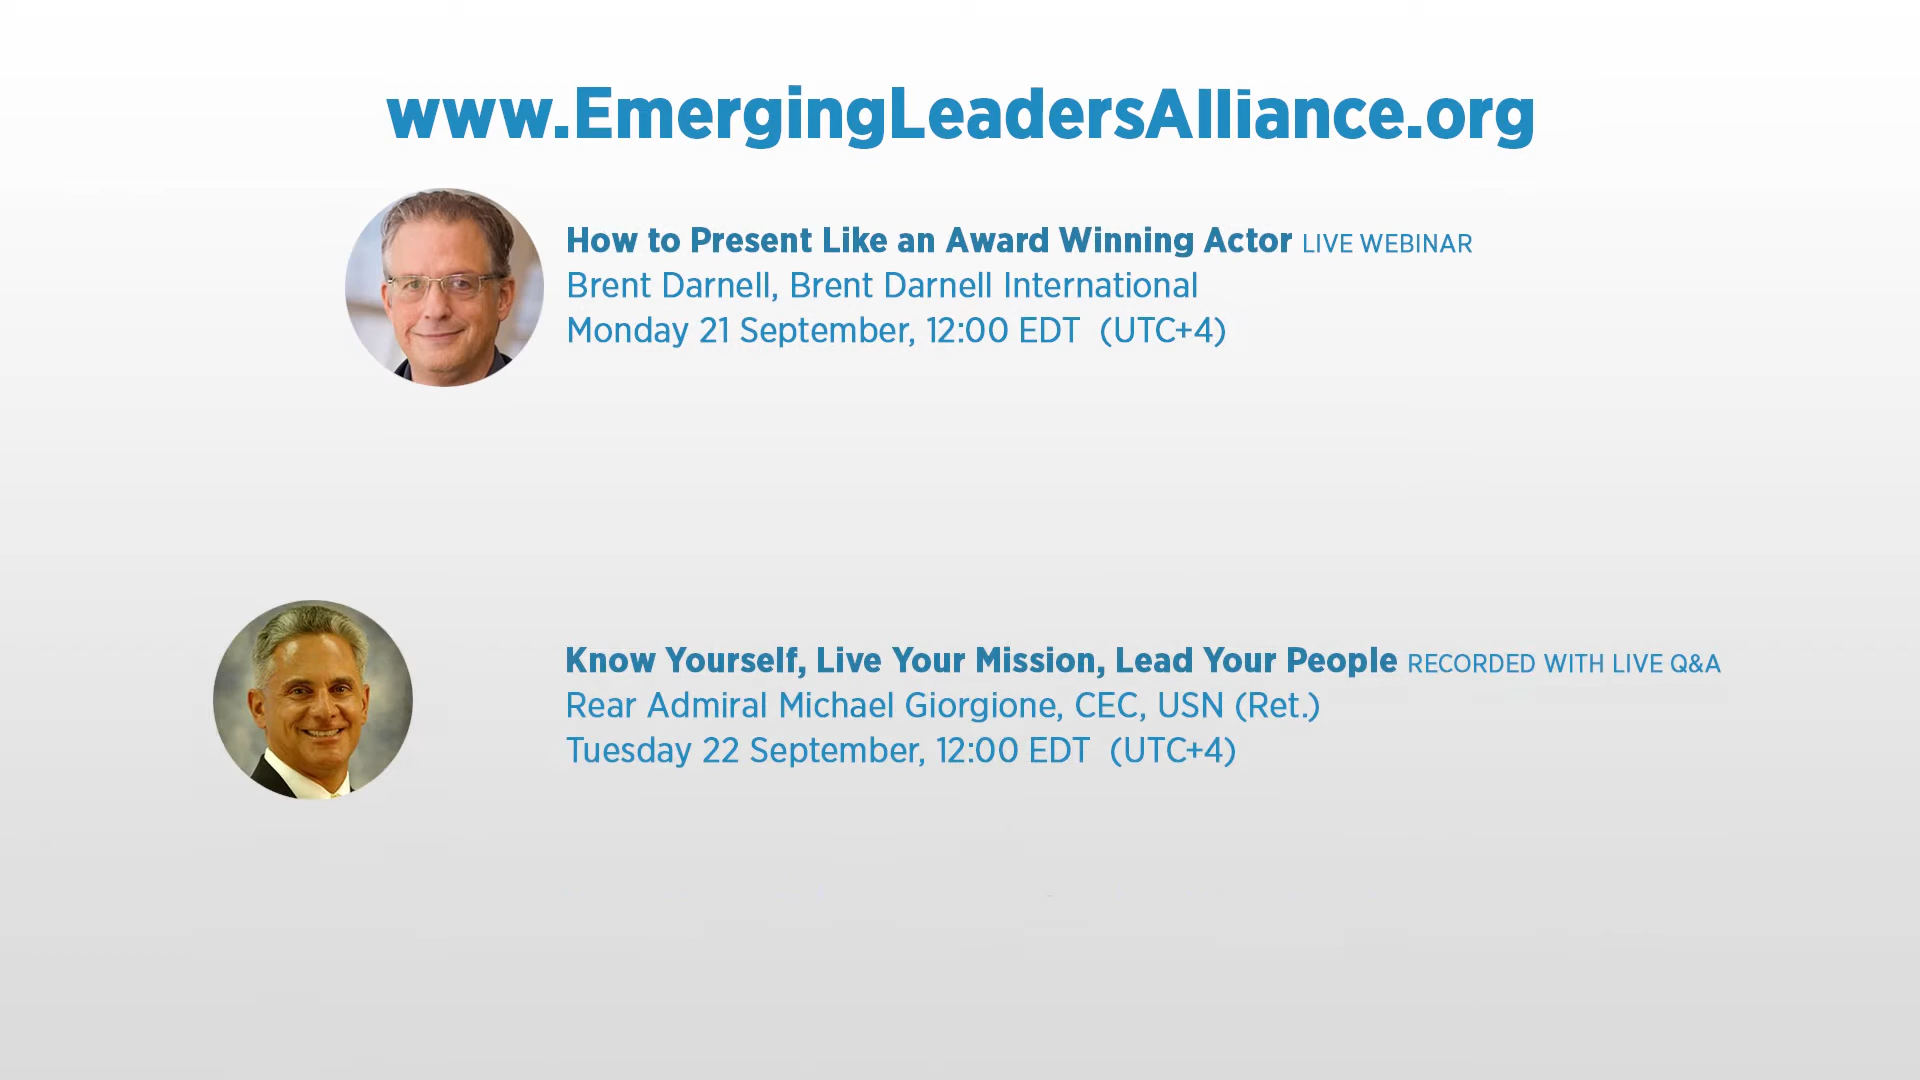 www.EmergingLeadersAlliance.org
How to Present Like an Award Winning Actor LIVE WEBINAR
Brent Darnell, Brent Darnell International
Monday 21 September, 12:00 EDT (UTC+4)
Know Yourself, Live Your Mission, Lead Your People RECORDED WITH LIVE Q&A
Rear Admiral Michael Giorgione, CEC, USN (Ret.)
Tuesday 22 September, 12:00 EDT (UTC+4)